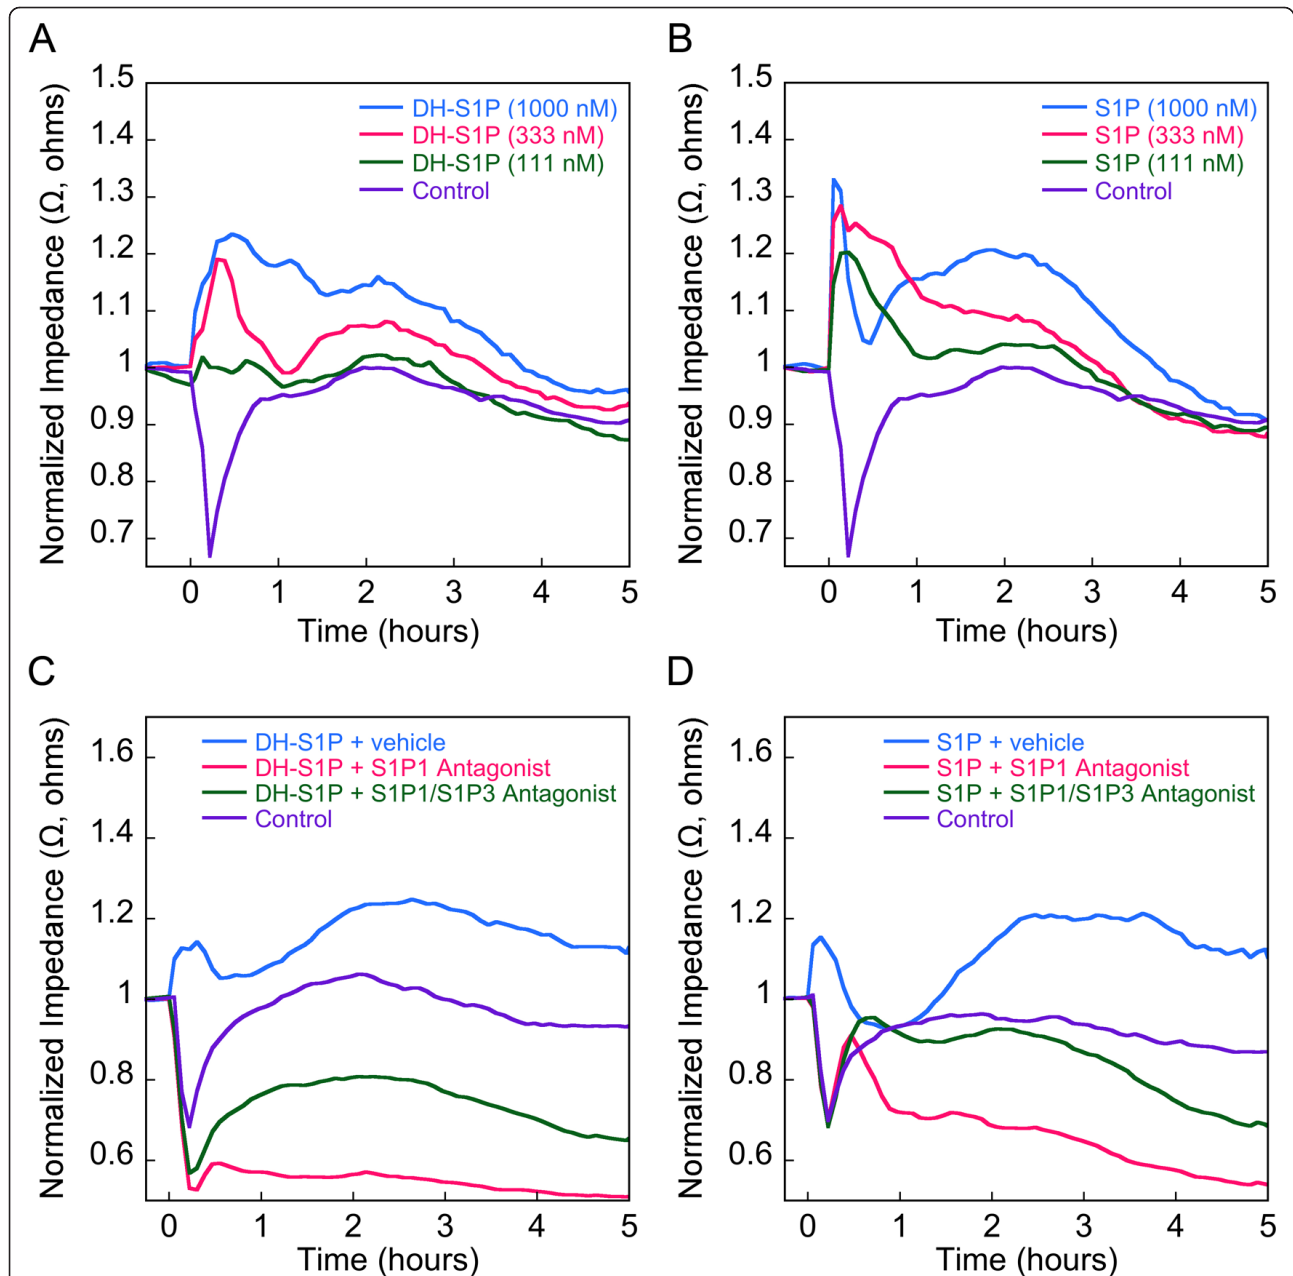 A
Normalized Impedance (Ω, ohms)
1.5
1.4
1.3
1.2
1.1
1
0.9
0.8
0.7
DH-S1P (1000 nM)
DH-S1P (333 nM)
DH-S1P (111 nM)
Control
0 1 2 3 4 5
Time (hours)
B
Normalized Impedance (Ω, ohms)
1.5
1.4
1.3
1.2
1.1
1
0.9
0.8
0.7
S1P (1000 nM)
S1P (333 nM)
S1P (111 nM)
Control
0 1 2 3 4 5
Time (hours)
C
Normalized Impedance (Ω, ohms)
1.6
1.4
1.2
1
0.8
0.6
DH-S1P + vehicle
DH-S1P + S1P1 Antagonist
DH-S1P + S1P1/S1P3 Antagonist
Control
0 1 2 3 4 5
Time (hours)
D
Normalized Impedance (Ω, ohms)
1.6
1.4
1.2
1
0.8
0.6
S1P + vehicle
S1P + S1P1 Antagonist
S1P + S1P1/S1P3 Antagonist
Control
0 1 2 3 4 5
Time (hours)